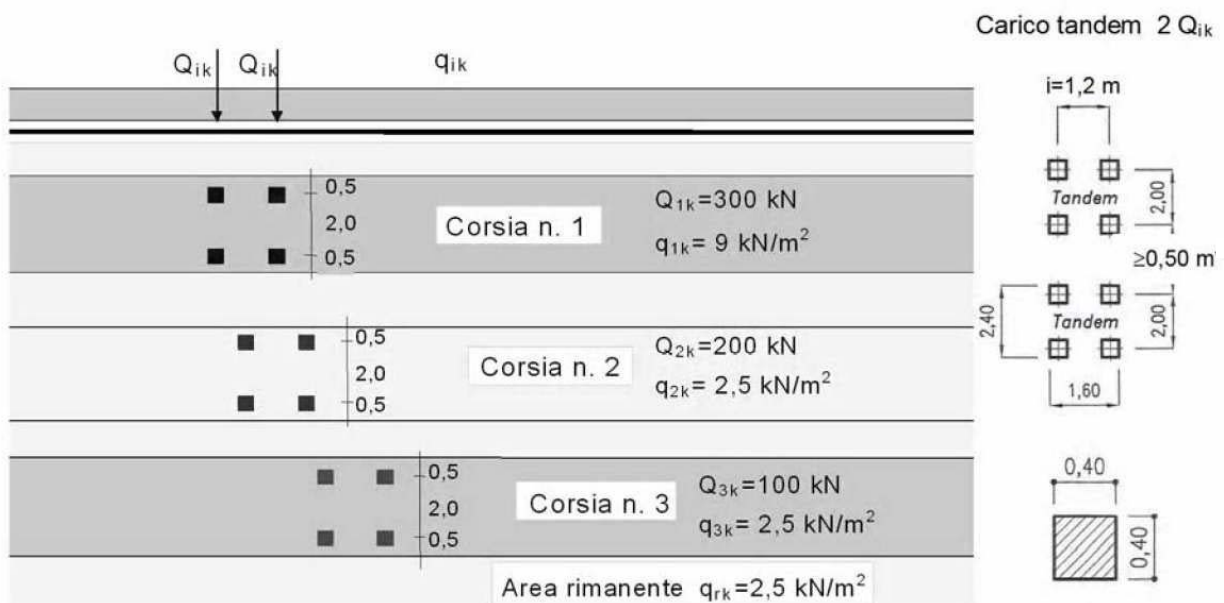 Carico tandem 2 Qik
Qik Qik qik
i=1,2 m
0,5
2,0
0,5
Corsia n. 1
Q1k=300 kN
q1k= 9 kN/m²
Tandem
2,00
≥0,50 m
2,40
Tandem
2,00
1,60
0,5
2,0
0,5
Corsia n. 2
Q2k=200 kN
q2k= 2,5 kN/m²
0,5
2,0
0,5
Corsia n. 3
Q3k=100 kN
q3k= 2,5 kN/m²
0,40
0,40
Area rimanente qrk=2,5 kN/m²